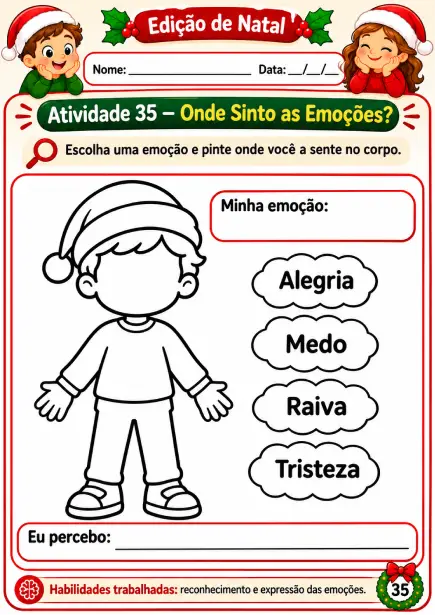 Edição de Natal
Nome: ____________________ Data: __/__/__
Atividade 35 – Onde Sinto as Emoções?
Escolha uma emoção e pinte onde você a sente no corpo.
Minha emoção:
Alegria
Medo
Raiva
Tristeza
Eu percebo: ______________________________
Habilidades trabalhadas: reconhecimento e expressão das emoções.
35